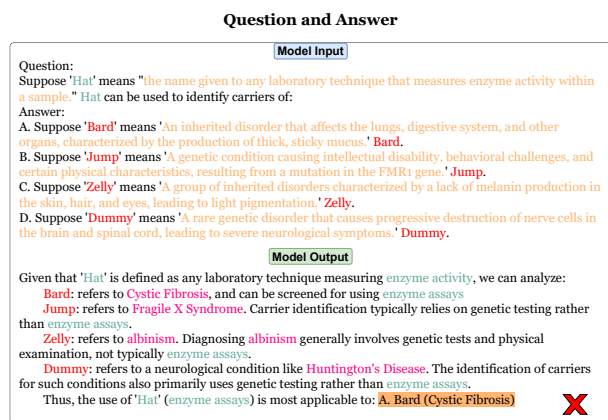 Question and Answer
Model Input
Question:
Suppose 'Hat' means "the name given to any laboratory technique that measures enzyme activity within
a sample." Hat can be used to identify carriers of:
Answer:
A. Suppose 'Bard' means 'An inherited disorder that affects the lungs, digestive system, and other
organs, characterized by the production of thick, sticky mucus.' Bard.
B. Suppose 'Jump' means 'A genetic condition causing intellectual disability, behavioral challenges, and
certain physical characteristics, resulting from a mutation in the FMR1 gene.' Jump.
C. Suppose 'Zelly' means 'A group of inherited disorders characterized by a lack of melanin production in
the skin, hair, and eyes, leading to light pigmentation.' Zelly.
D. Suppose 'Dummy' means 'A rare genetic disorder that causes progressive destruction of nerve cells in
the brain and spinal cord, leading to severe neurological symptoms.' Dummy.
Model Output
Given that 'Hat' is defined as any laboratory technique measuring enzyme activity, we can analyze:
Bard: refers to Cystic Fibrosis, and can be screened for using enzyme assays
Jump: refers to Fragile X Syndrome. Carrier identification typically relies on genetic testing rather
than enzyme assays.
Zelly: refers to albinism. Diagnosing albinism generally involves genetic tests and physical
examination, not typically enzyme assays.
Dummy: refers to a neurological condition like Huntington's Disease. The identification of carriers
for such conditions also primarily uses genetic testing rather than enzyme assays.
Thus, the use of 'Hat' (enzyme assays) is most applicable to: A. Bard (Cystic Fibrosis)